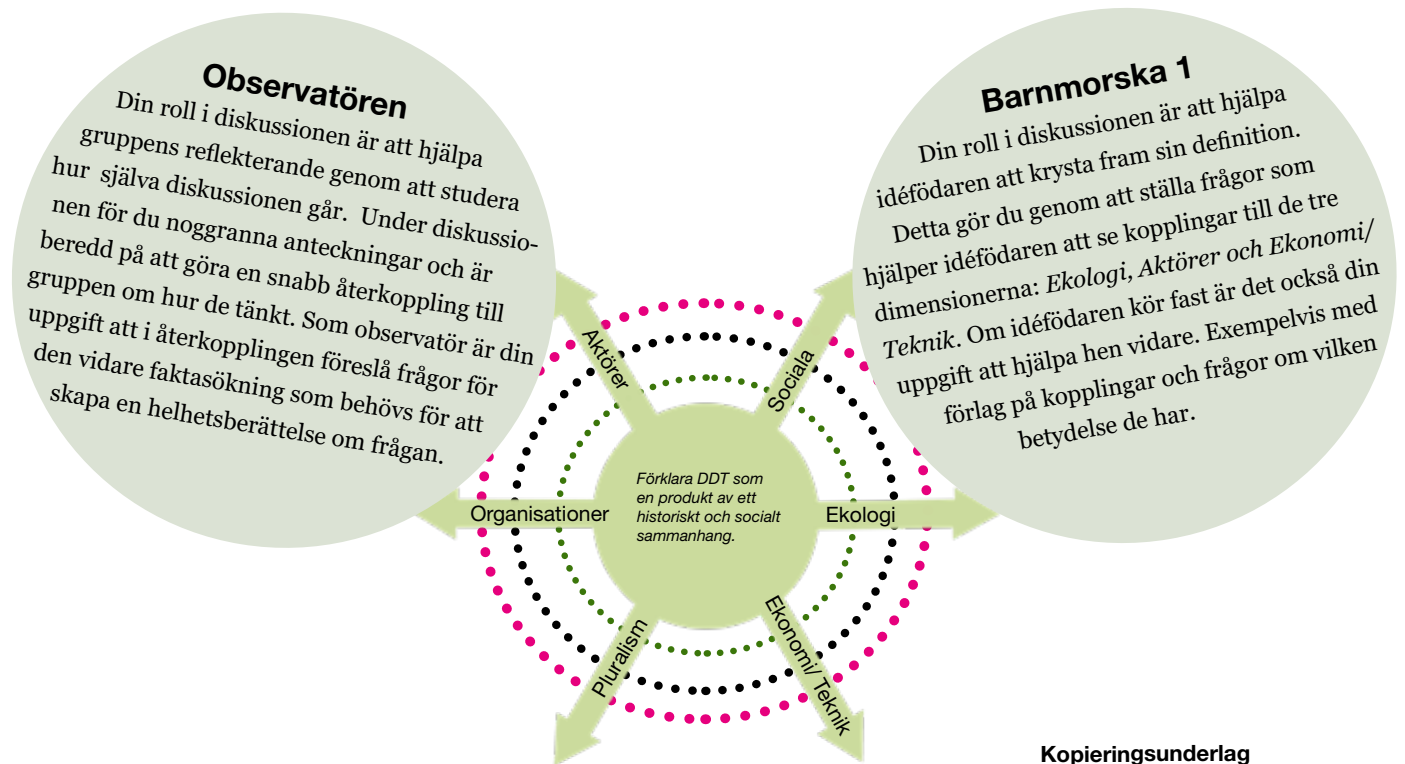 Observatören
Din roll i diskussionen är att hjälpa
gruppens reflekterande genom att studera
hur själva diskussionen går. Under diskussio-
nen för du noggranna anteckningar och är
beredd på att göra en snabb återkoppling till
gruppen om hur de tänkt. Som observatör är din
uppgift att i återkopplingen föreslå frågor för
den vidare faktasökning som behövs för att
skapa en helhetsberättelse om frågan.
Barnmorska 1
Din roll i diskussionen är att hjälpa
idéfödaren att krysta fram sin definition.
Detta gör du genom att ställa frågor som
hjälper idéfödaren att se kopplingar till de tre
dimensionerna: Ekologi, Aktörer och Ekonomi/
Teknik. Om idéfödaren kör fast är det också din
uppgift att hjälpa hen vidare. Exempelvis med
förlag på kopplingar och frågor om vilken
betydelse de har.
Aktörer
Sociala
Organisationer
Förklara DDT som
en produkt av ett
historiskt och socialt
sammanhang.
Ekologi
Pluralism
Ekonomi/ Teknik
Kopieringsunderlag